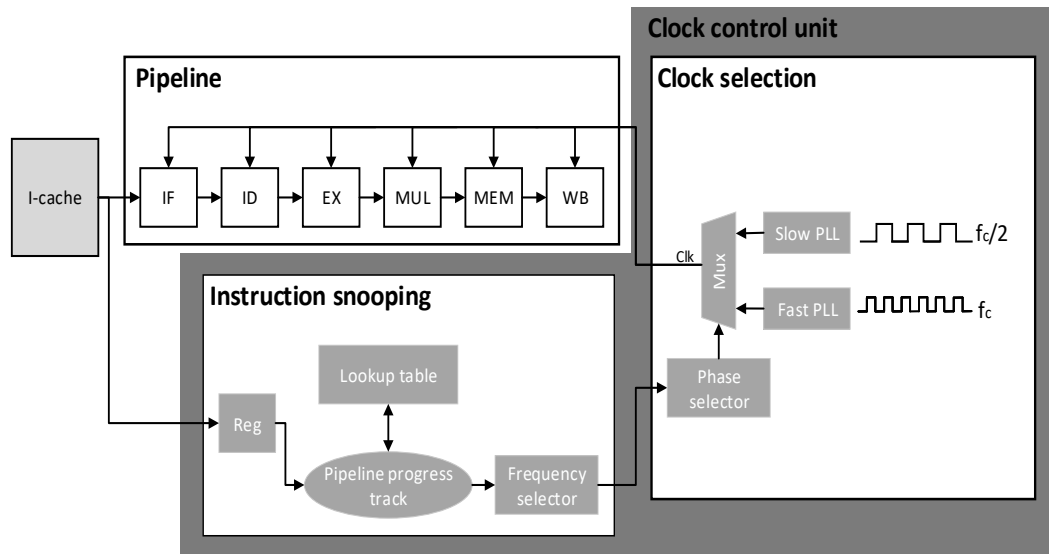 Clock control unit
Pipeline
Clock selection
I-cache
IF
ID
EX
MUL
MEM
WB
Slow PLL
fc/2
Clk
Mux
Fast PLL
fc
Instruction snooping
Lookup table
Phase
selector
Reg
Pipeline progress
track
Frequency
selector